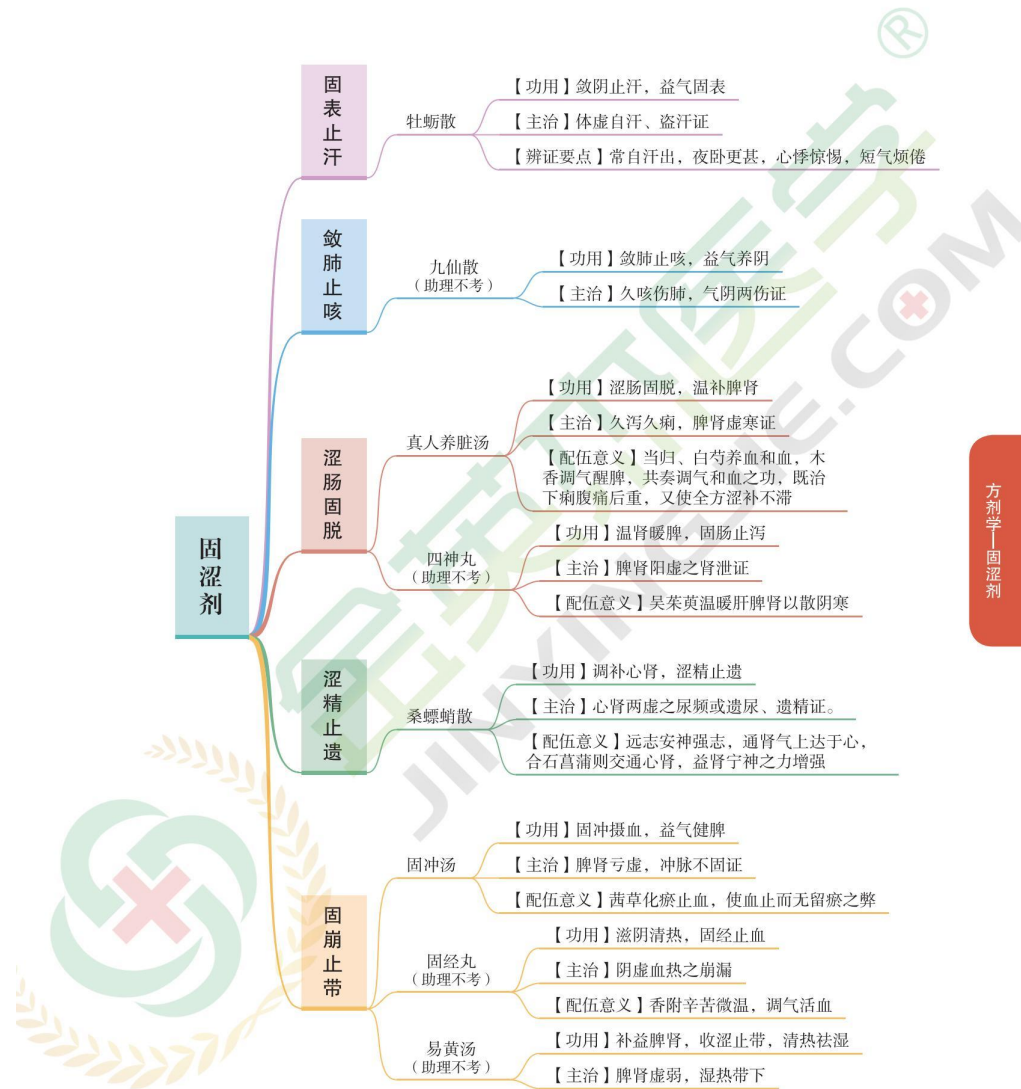 固涩剂
固表止汗
牡蛎散
【功用】敛阴止汗，益气固表
【主治】体虚自汗、盗汗证
【辨证要点】常自汗出，夜卧更甚，心悸惊惕，短气烦倦
敛肺止咳
九仙散
（助理不考）
【功用】敛肺止咳，益气养阴
【主治】久咳伤肺，气阴两伤证
涩肠固脱
真人养脏汤
【功用】涩肠固脱，温补脾肾
【主治】久泻久痢，脾肾虚寒证
【配伍意义】当归、白芍养血和血，木
香调气醒脾，共奏调气和血之功，既治
下痢腹痛后重，又使全方涩补不滞
四神丸
（助理不考）
【功用】温肾暖脾，固肠止泻
【主治】脾肾阳虚之肾泄证
【配伍意义】吴茱萸温暖肝脾肾以散阴寒
涩精止遗
桑螵蛸散
【功用】调补心肾，涩精止遗
【主治】心肾两虚之尿频或遗尿、遗精证。
【配伍意义】远志安神强志，通肾气上达于心，
合石菖蒲则交通心肾，益肾宁神之力增强
固崩止带
固冲汤
【功用】固冲摄血，益气健脾
【主治】脾肾亏虚，冲脉不固证
【配伍意义】茜草化瘀止血，使血止而无留瘀之弊
固经丸
（助理不考）
【功用】滋阴清热，固经止血
【主治】阴虚血热之崩漏
【配伍意义】香附辛苦微温，调气活血
易黄汤
（助理不考）
【功用】补益脾肾，收涩止带，清热祛湿
【主治】脾肾虚弱，湿热带下
方剂学—固涩剂
金英杰医学®
JINYINGJIE.COM